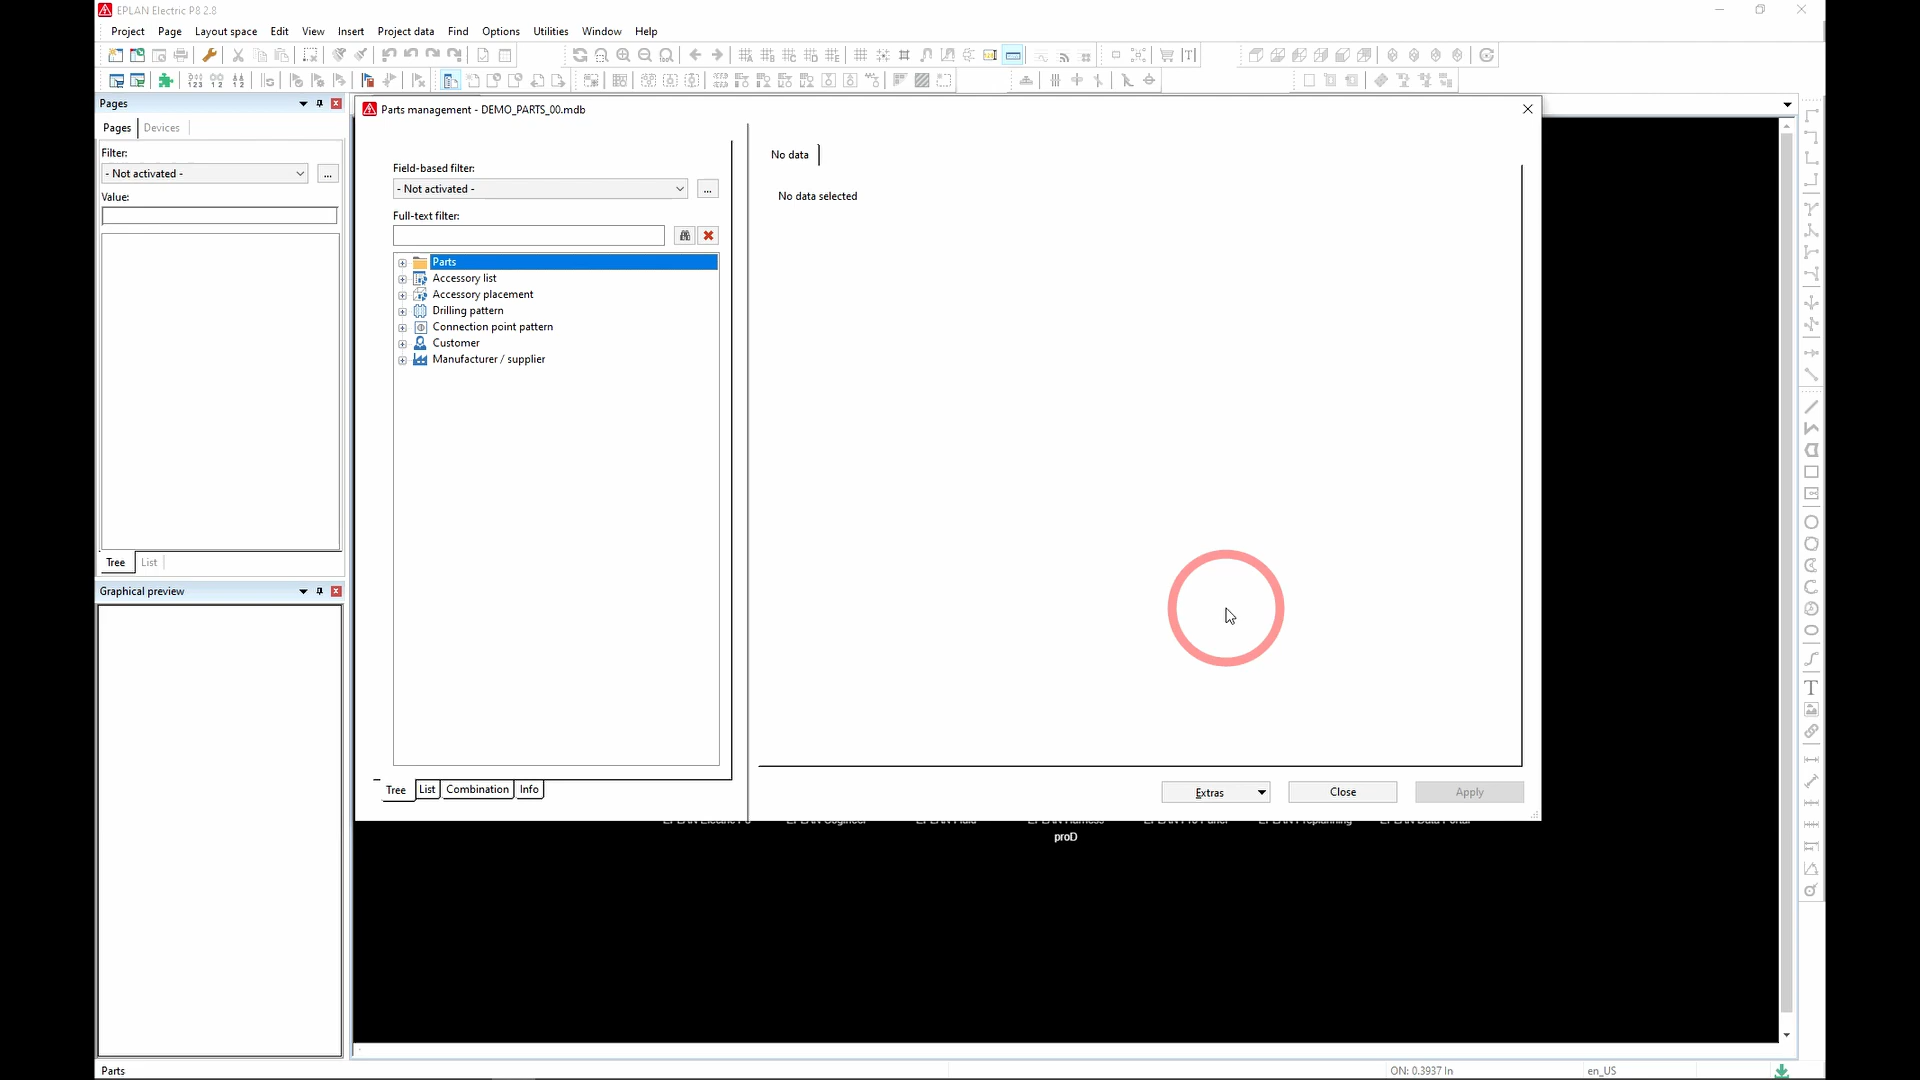 EPLAN Electric P8 2.8
Project Page Layout space Edit View Insert Project data Find Options Utilities Window Help
Pages
Pages Devices
Filter:
- Not activated -
...
Value:
Tree List
Graphical preview
Parts management - DEMO_PARTS_00.mdb
Field-based filter:
- Not activated -
...
Full-text filter:
Parts
Accessory list
Accessory placement
Drilling pattern
Connection point pattern
Customer
Manufacturer / supplier
Tree List Combination Info
No data
No data selected
Extras Close Apply
proD
Parts
ON: 0.3937 In
en_US